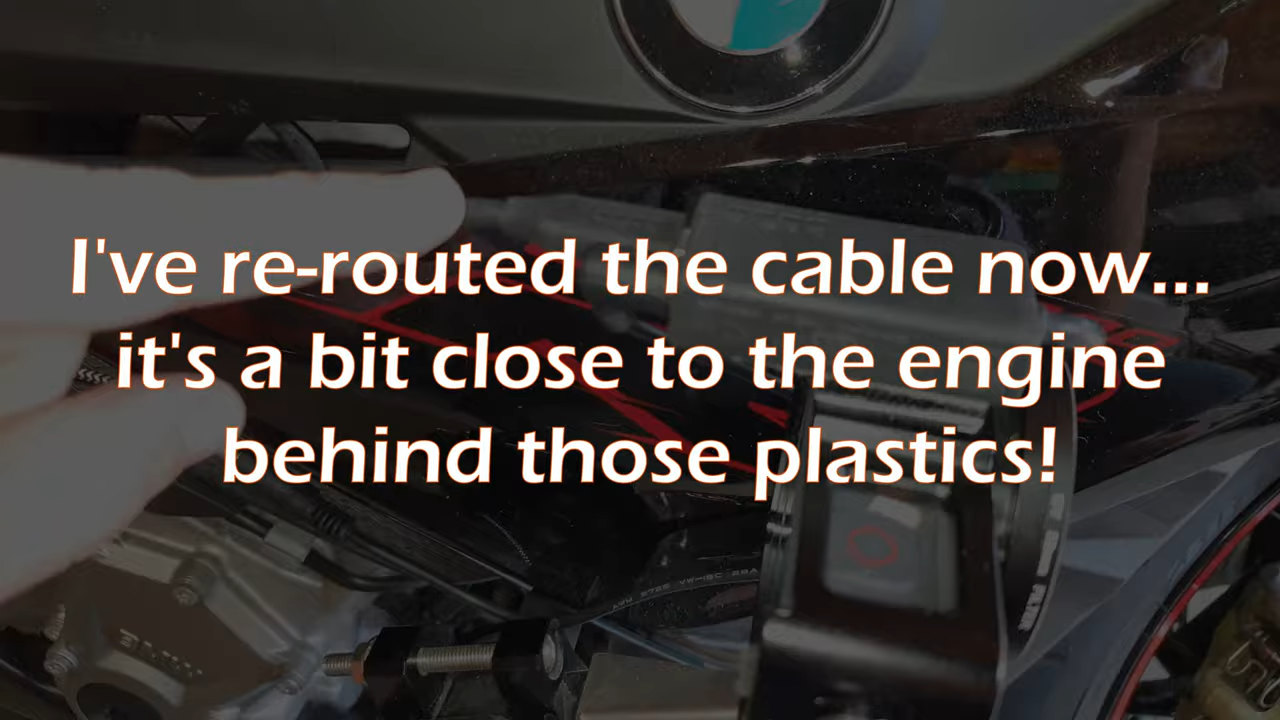 I've re-routed the cable now...
it's a bit close to the engine
behind those plastics!